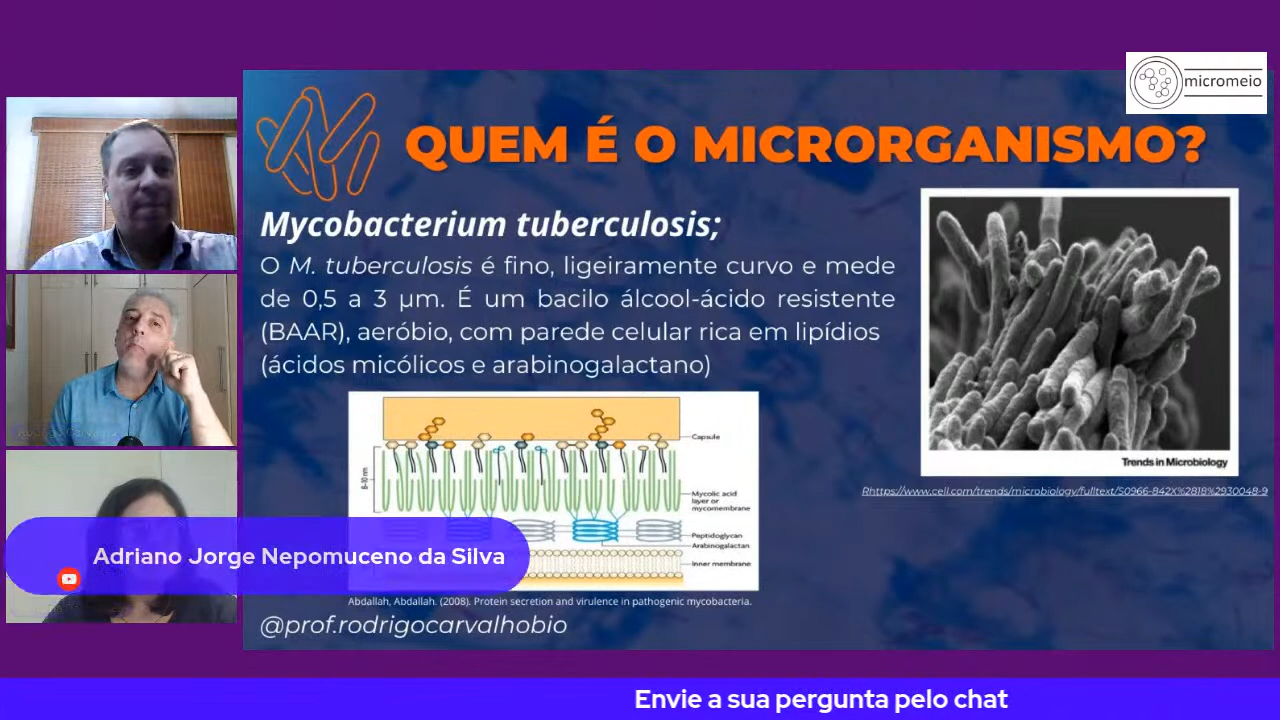 micromeio
QUEM É O MICRORGANISMO?
Mycobacterium tuberculosis;
O M. tuberculosis é fino, ligeiramente curvo e mede
de 0,5 a 3 µm. É um bacilo álcool-ácido resistente
(BAAR), aeróbio, com parede celular rica em lipídios
(ácidos micólicos e arabinogalactano)
Capsule
8-10 nm
Mycolic acid
layer or
mycomembrane
Peptidoglycan
Arabinogalactan
Inner membrane
Abdallah, Abdallah. (2008). Protein secretion and virulence in pathogenic mycobacteria.
@prof.rodrigocarvalhobio
Trends in Microbiology
Rhttps://www.cell.com/trends/microbiology/fulltext/S0966-842X%2818%2930048-9
Adriano Jorge Nepomuceno da Silva
Envie a sua pergunta pelo chat